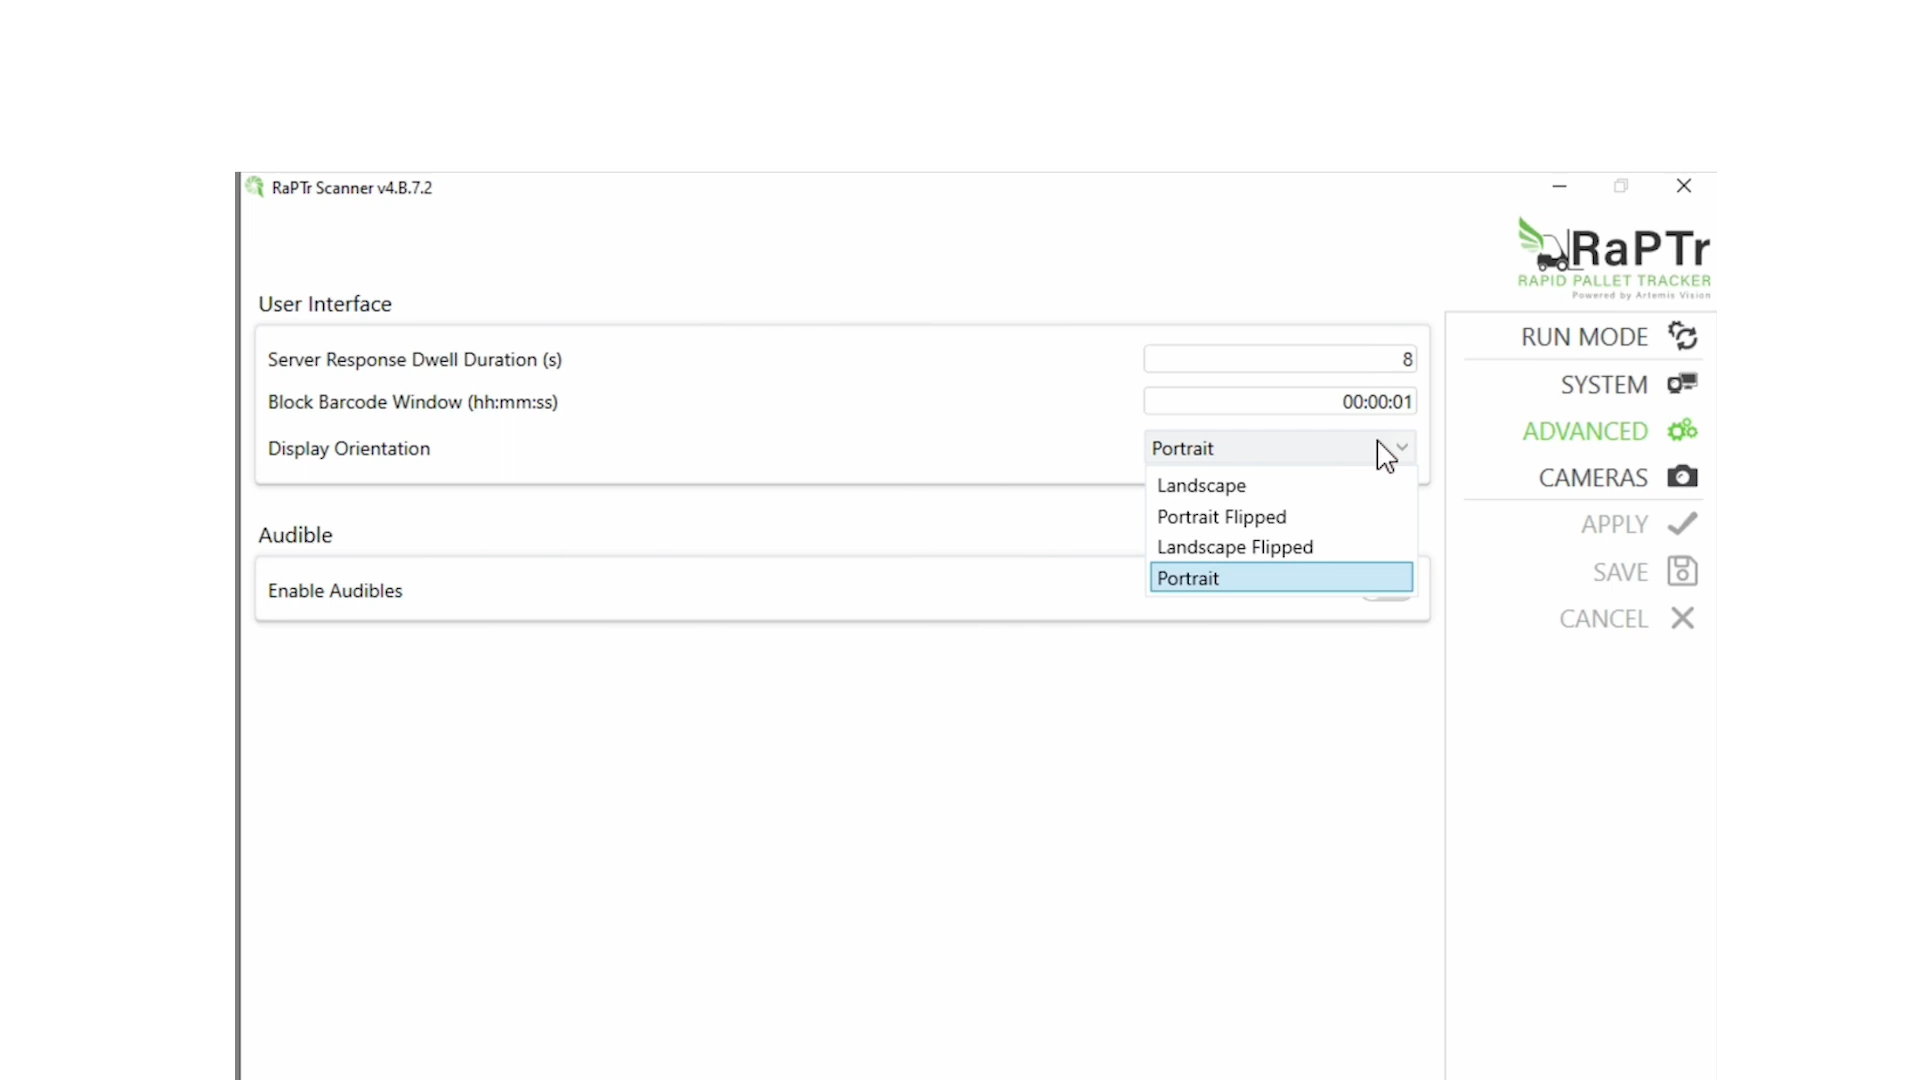 RaPTr Scanner v4.B.7.2
RaPTr
RAPID PALLET TRACKER
Powered by Artemis Vision
User Interface
Server Response Dwell Duration (s)
8
Block Barcode Window (hh:mm:ss)
00:00:01
Display Orientation
Portrait
Landscape
Portrait Flipped
Landscape Flipped
Portrait
Audible
Enable Audibles
RUN MODE
SYSTEM
ADVANCED
CAMERAS
APPLY
SAVE
CANCEL